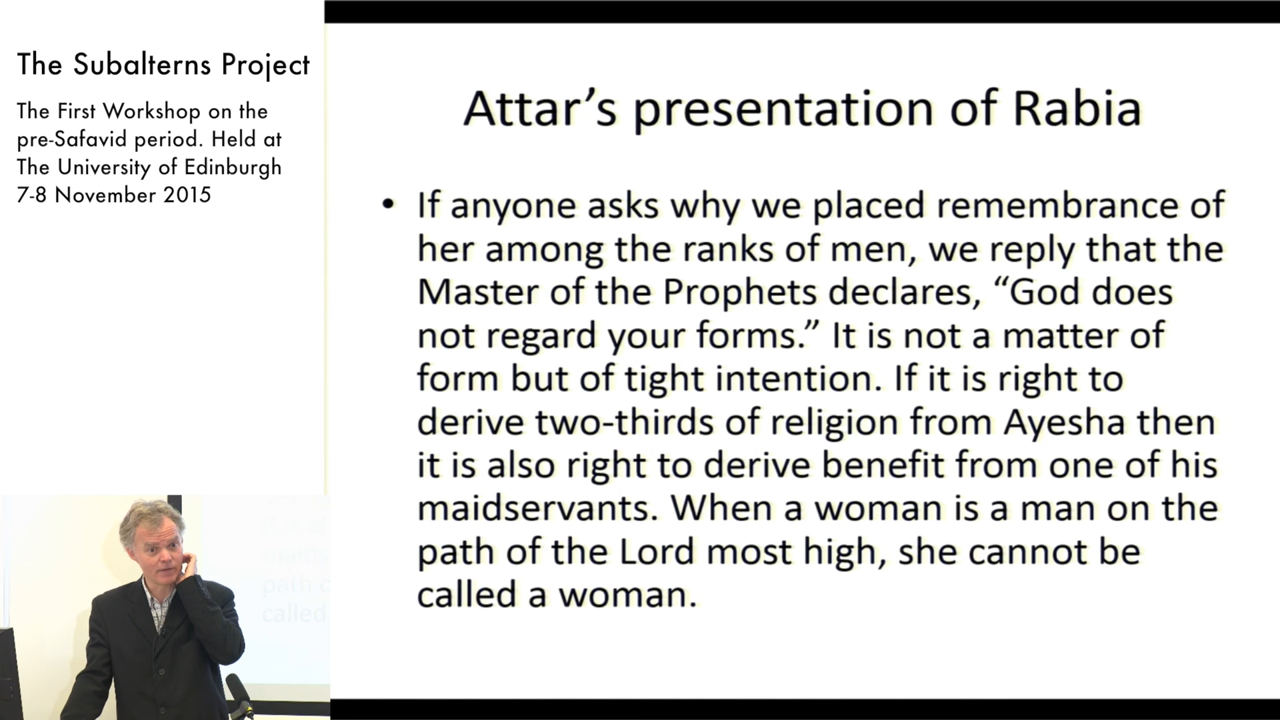 The Subalterns Project
The First Workshop on the
pre-Safavid period. Held at
The University of Edinburgh
7-8 November 2015
Attar’s presentation of Rabia
• If anyone asks why we placed remembrance of
her among the ranks of men, we reply that the
Master of the Prophets declares, “God does
not regard your forms.” It is not a matter of
form but of tight intention. If it is right to
derive two-thirds of religion from Ayesha then
it is also right to derive benefit from one of his
maidservants. When a woman is a man on the
path of the Lord most high, she cannot be
called a woman.
path
called